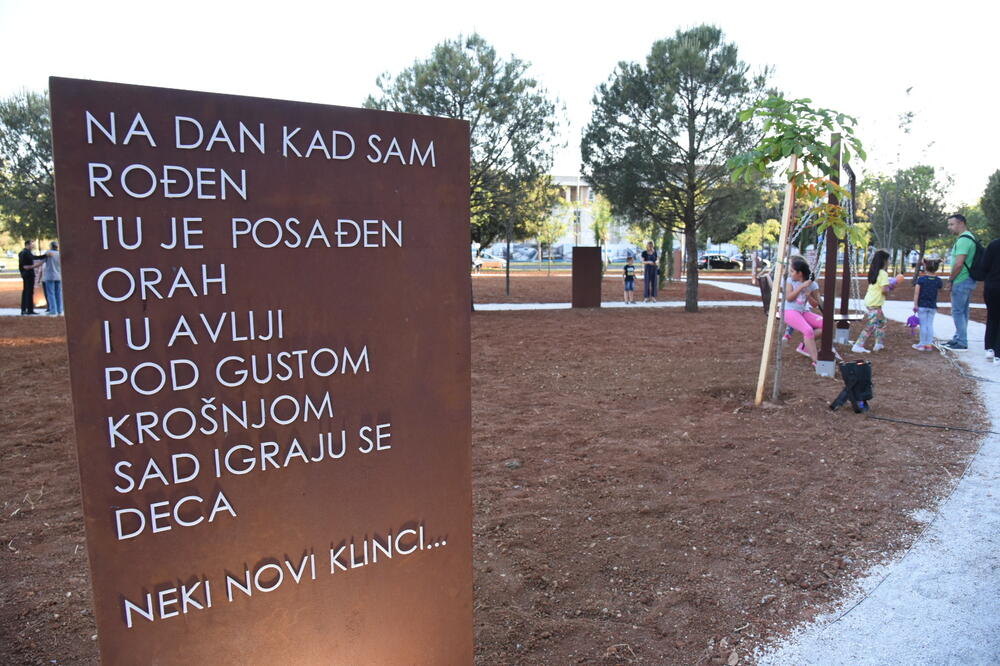 NA DAN KAD SAM
ROĐEN
TU JE POSAĐEN
ORAH
I U AVLIJI
POD GUSTOM
KROŠNJOM
SAD IGRAJU SE
DECA
NEKI NOVI KLINCI...